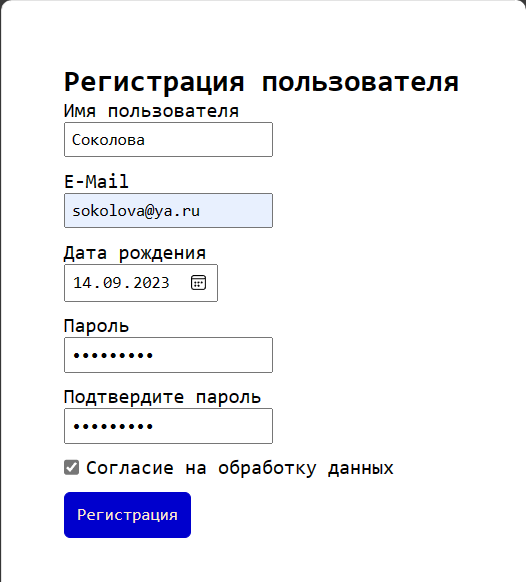 Регистрация пользователя
Имя пользователя
Соколова
E-Mail
sokolova@ya.ru
Дата рождения
14.09.2023
Пароль
•••••••••
Подтвердите пароль
•••••••••
Согласие на обработку данных
Регистрация